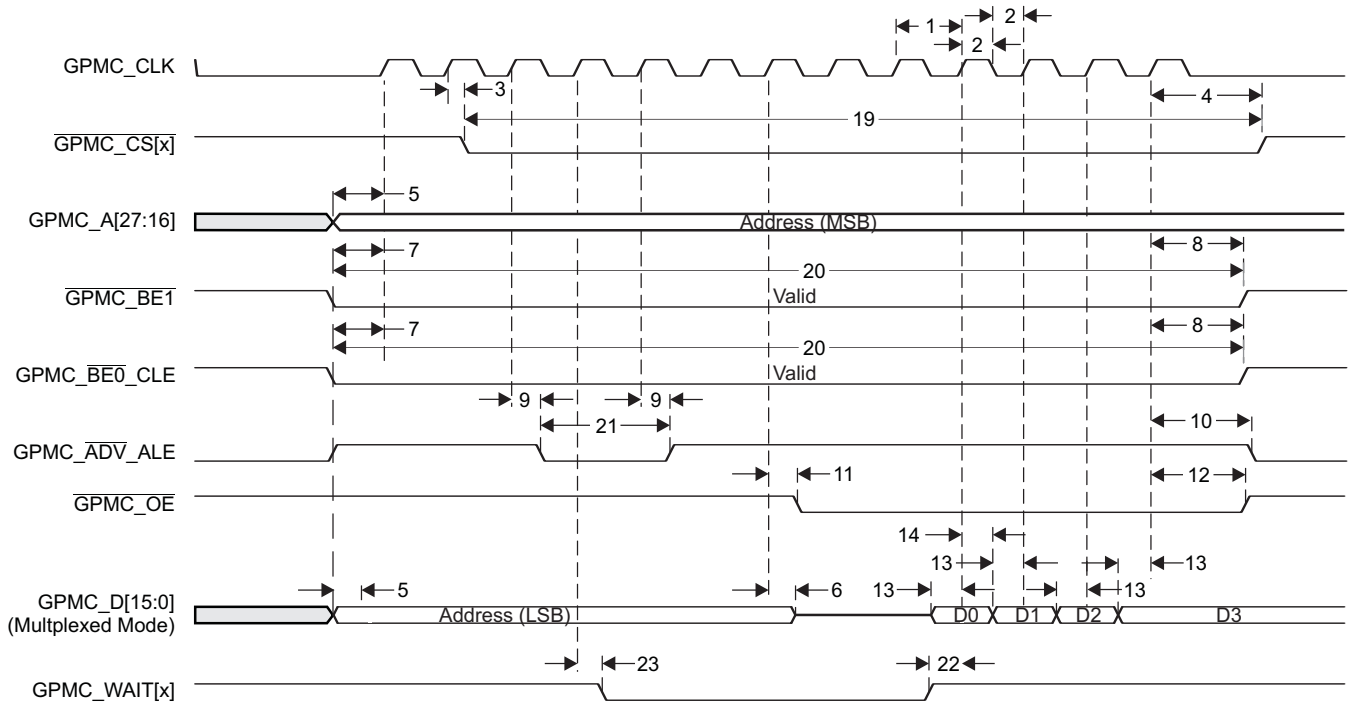 1
2
2
GPMC_CLK
3
4
19
GPMC_CS[x]
5
GPMC_A[27:16]
Address (MSB)
7
8
20
GPMC_BE1
Valid
7
8
20
GPMC_BE0_CLE
Valid
9
9
21
10
GPMC_ADV_ALE
11
12
GPMC_OE
14
13
13
5
6
13
13
GPMC_D[15:0]
(Multplexed Mode)
Address (LSB)
D0
D1
D2
D3
23
22
GPMC_WAIT[x]